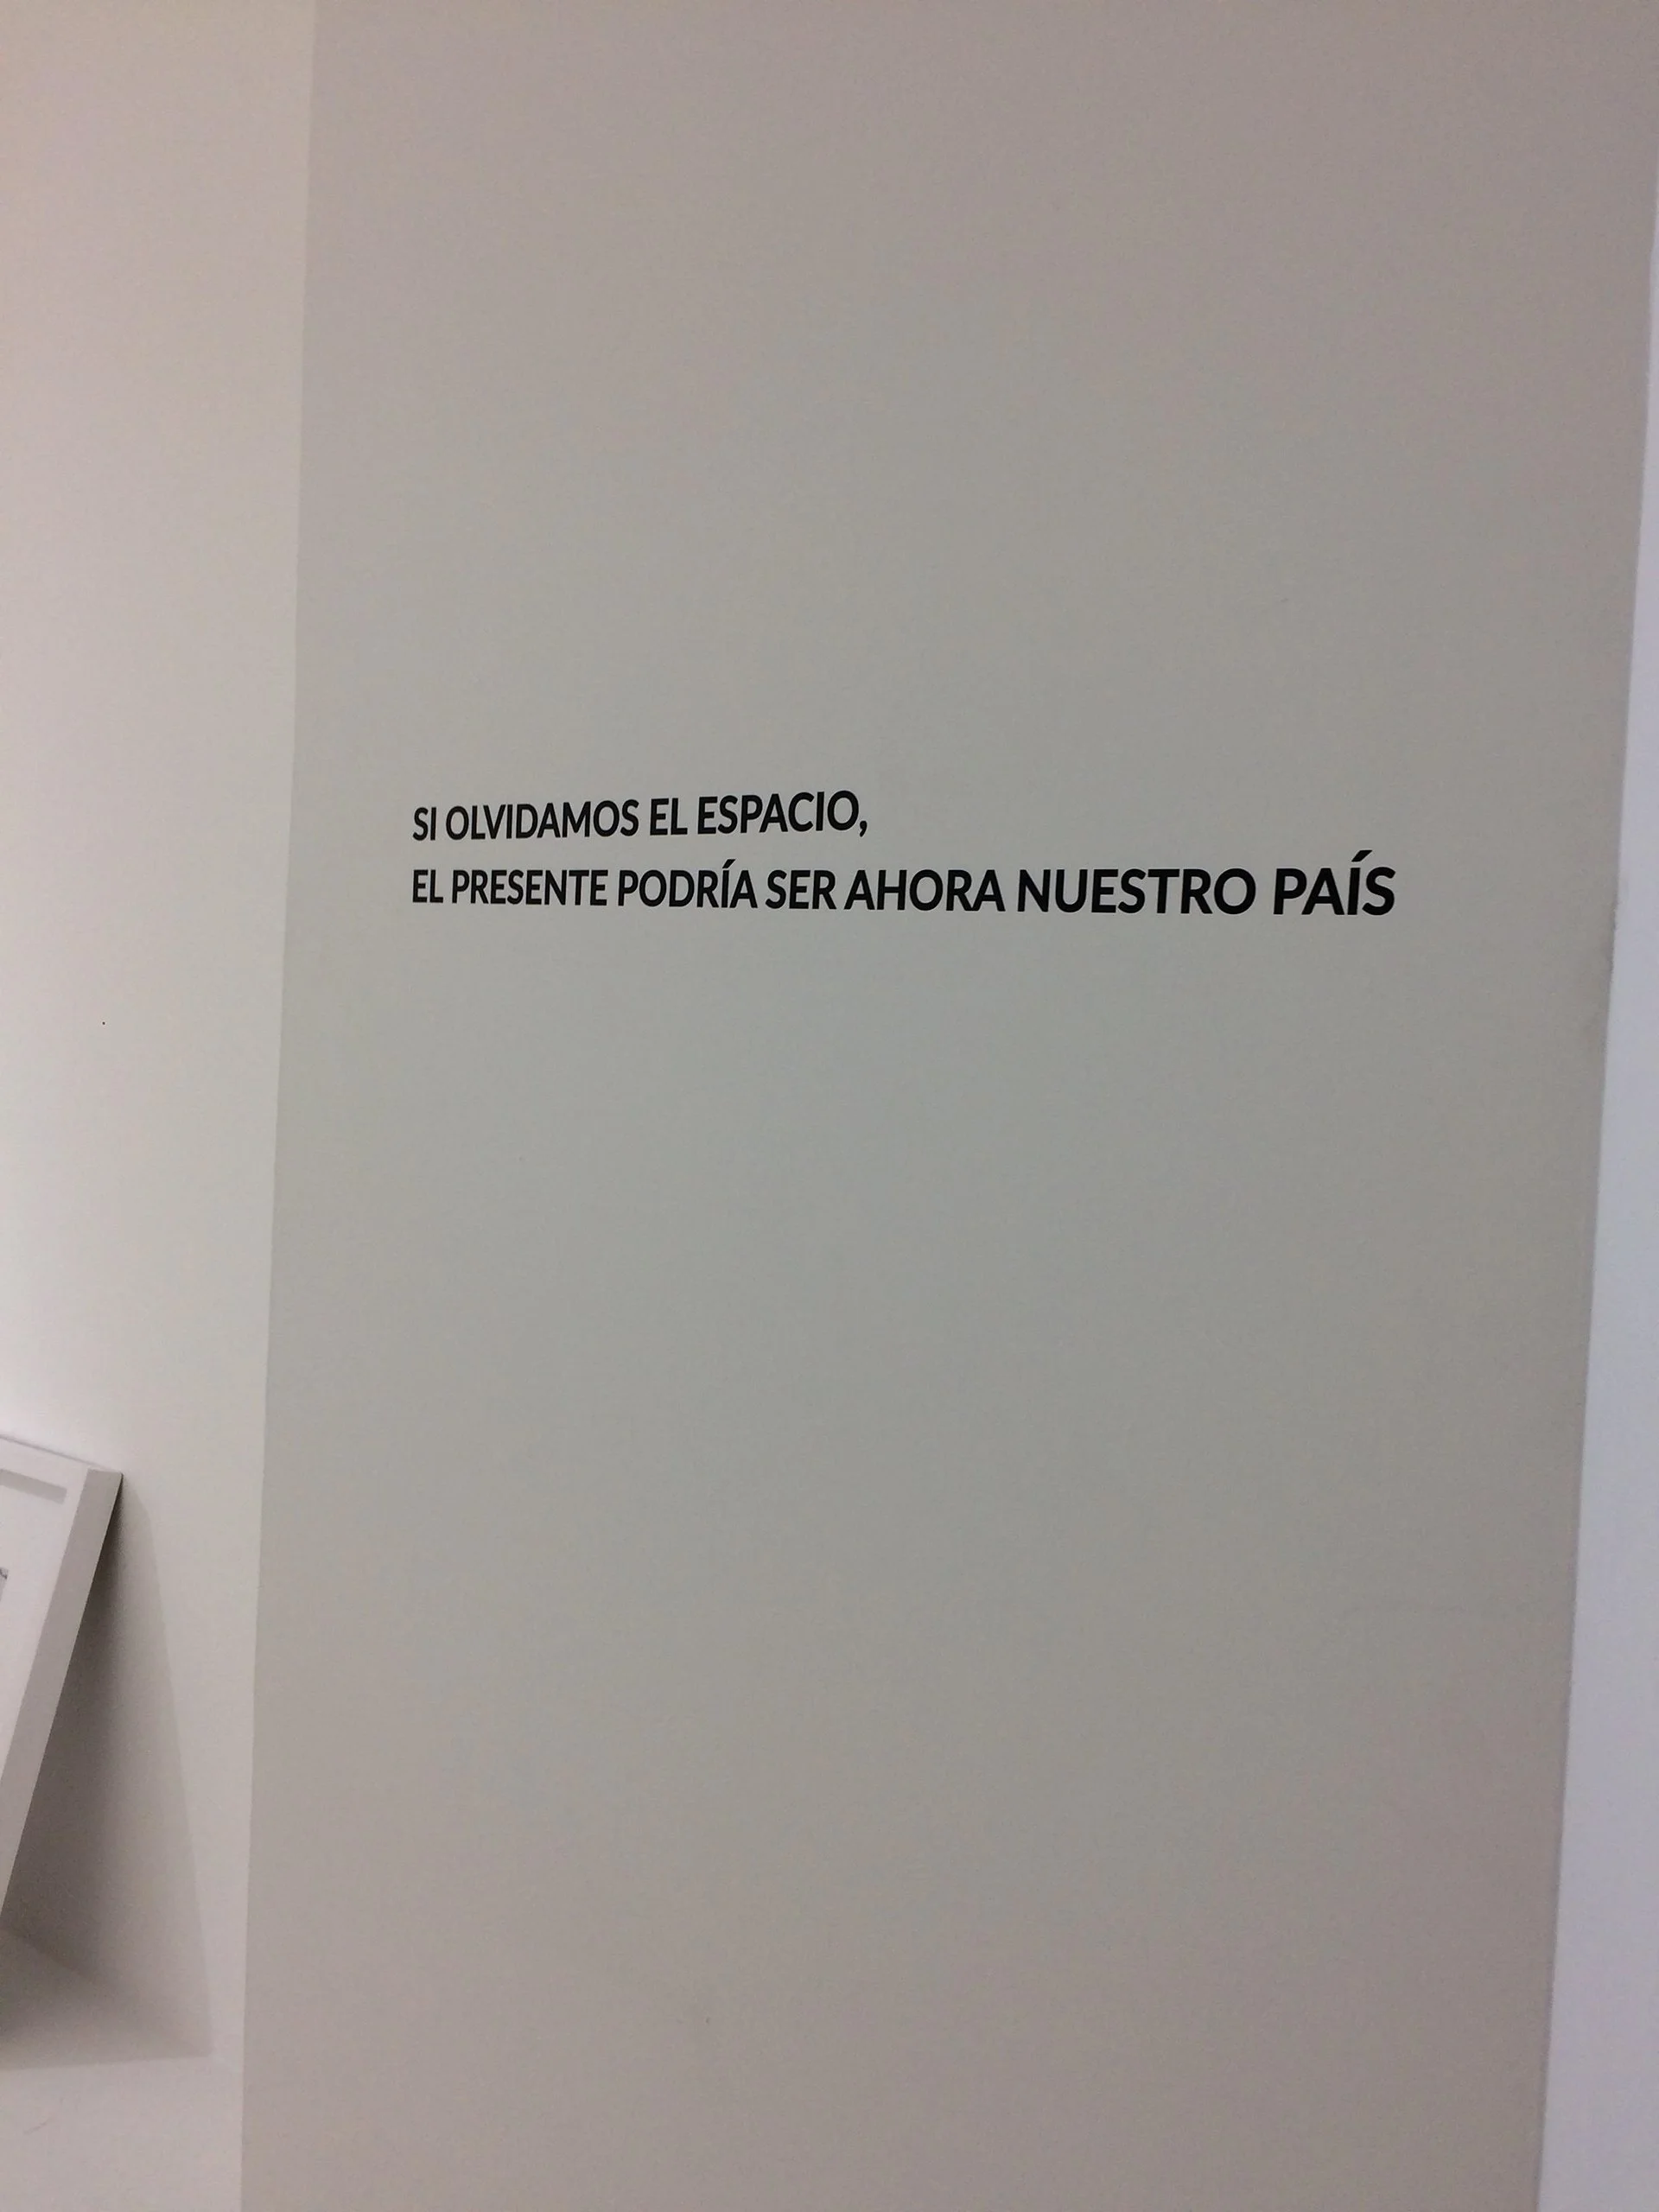 SI OLVIDAMOS EL ESPACIO,
EL PRESENTE PODRÍA SER AHORA NUESTRO PAÍS